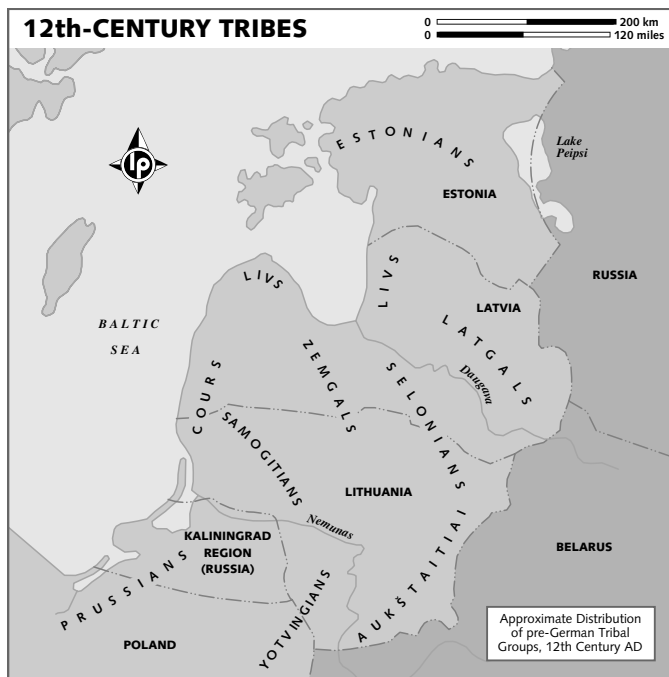 12th-CENTURY TRIBES
0 200 km
0 120 miles
lp
ESTONIANS
Lake
Peipsi
ESTONIA
RUSSIA
LIVS
LIVS
LATVIA
BALTIC
SEA
LATGALS
ZEMGALS
Daugava
SELONIANS
COURS
SAMOGITIANS
LITHUANIA
Nemunas
KALININGRAD
REGION
(RUSSIA)
BELARUS
PRUSSIANS
AUKŠTAITIAI
YOTVINGIANS
POLAND
Approximate Distribution
of pre-German Tribal
Groups, 12th Century AD